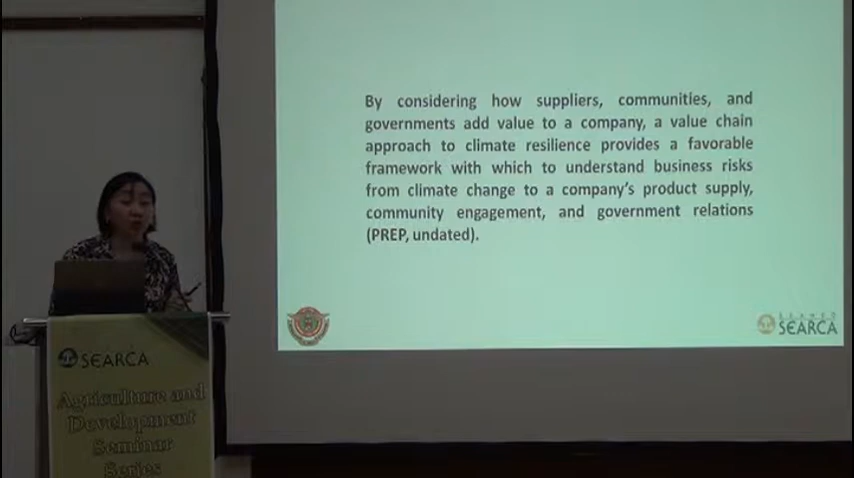 By considering how suppliers, communities, and
governments add value to a company, a value chain
approach to climate resilience provides a favorable
framework with which to understand business risks
from climate change to a company's product supply,
community engagement, and government relations
(PREP, undated).
SEARCA
SEARCA
Agriculture and
Development
Seminar
Series